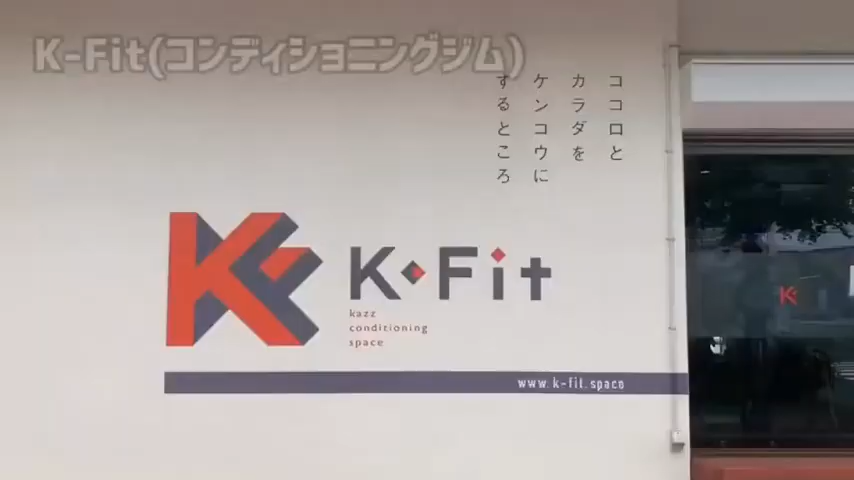 K-Fit(コンディショニングジム)
ココロと
カラダを
ケンコウに
するところ
K・Fit
kazz
conditioning
space
www.k-fit.space